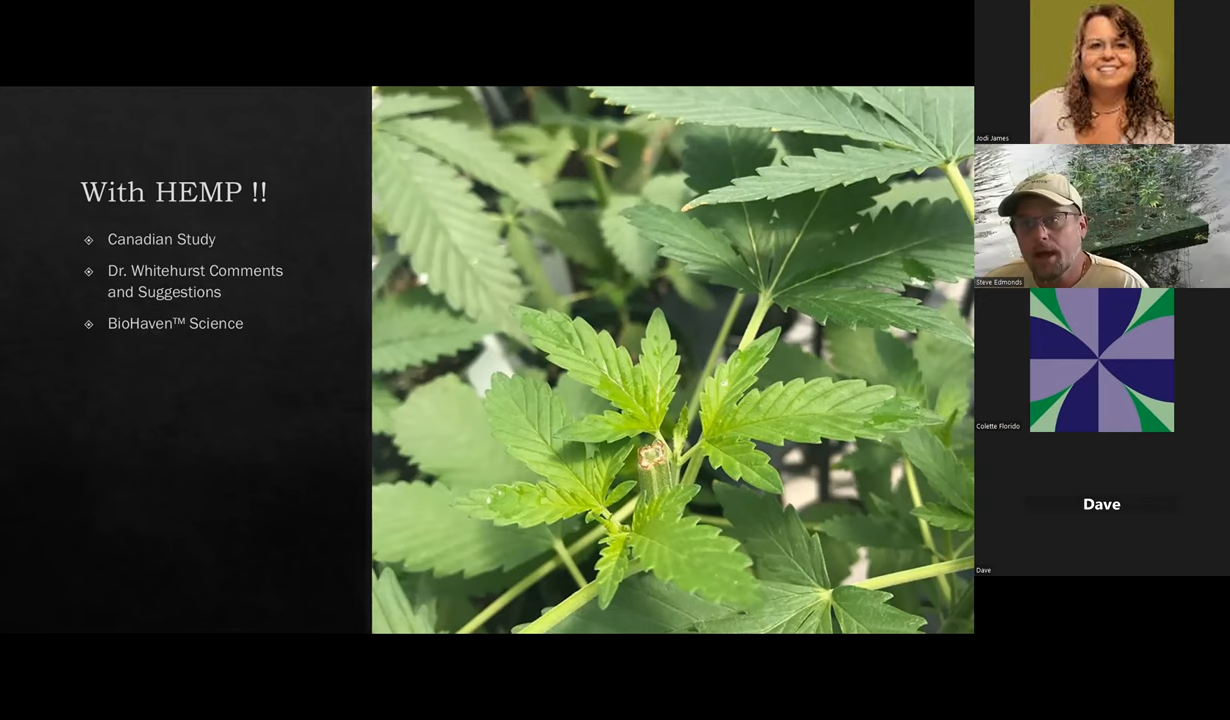 With HEMP !!
Canadian Study
Dr. Whitehurst Comments
and Suggestions
BioHaven™ Science
Jodi James
Steve Edmonds
Colette Florido
Dave
Dave